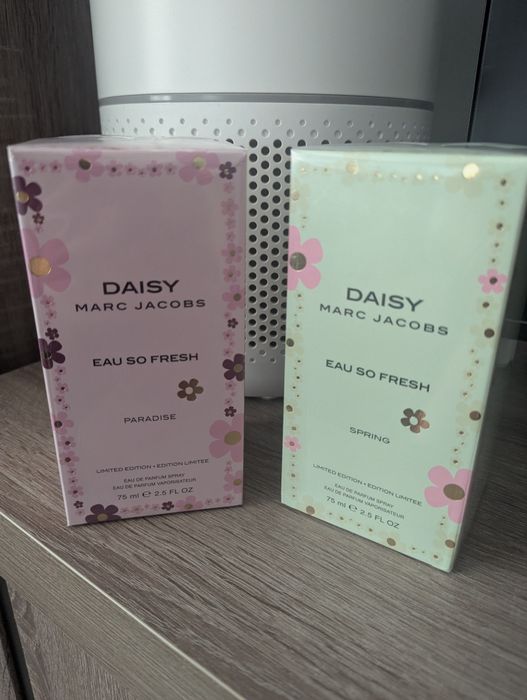 DAISY
MARC JACOBS
EAU SO FRESH
PARADISE
LIMITED EDITION • EDITION LIMITEE
EAU DE PARFUM SPRAY
EAU DE PARFUM VAPORISATEUR
75 ml ℮ 2.5 FL OZ
DAISY
MARC JACOBS
EAU SO FRESH
SPRING
LIMITED EDITION • EDITION LIMITEE
EAU DE PARFUM SPRAY
EAU DE PARFUM VAPORISATEUR
75 ml ℮ 2.5 FL OZ